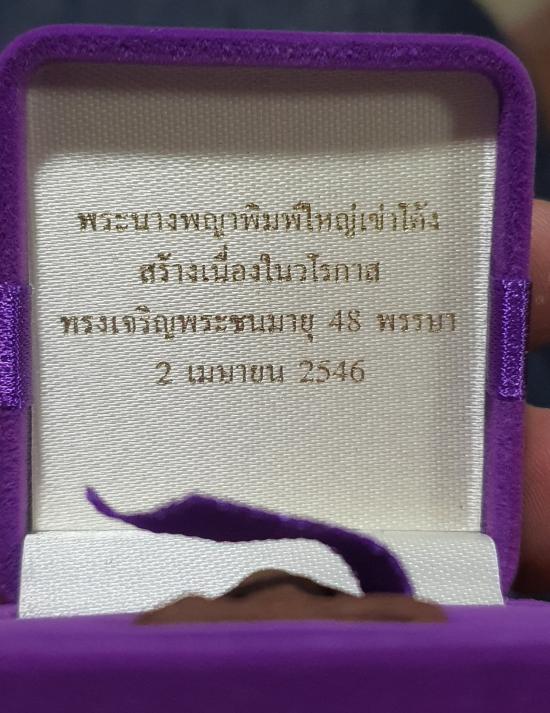 พระนางพญาพิมพ์ใหญ่เข่าโค้ง
สร้างเนื่องในวโรกาส
ทรงเจริญพระชนมายุ 48 พรรษา
2 เมษายน 2546